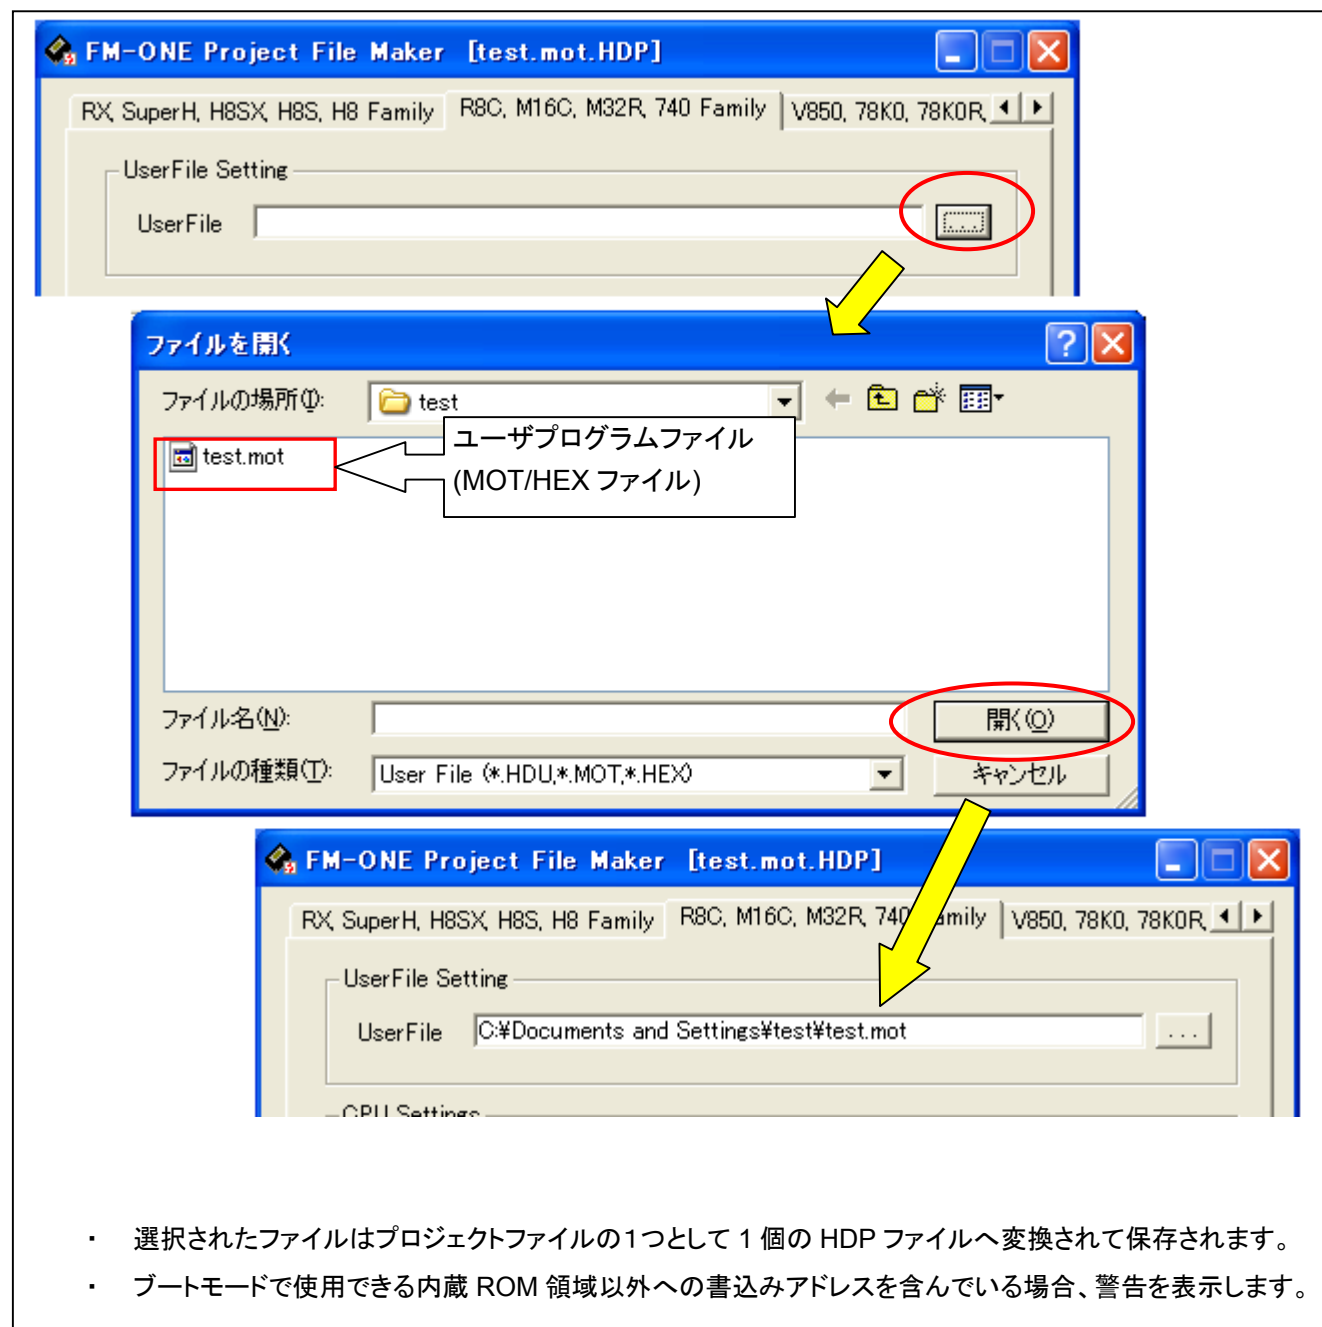 FM-ONE Project File Maker [test.mot.HDP]
RX, SuperH, H8SX, H8S, H8 Family R8C, M16C, M32R, 740 Family V850, 78K0, 78K0R,
UserFile Setting
UserFile ...
ファイルを開く
ファイルの場所(I): test
test.mot
ユーザプログラムファイル
(MOT/HEX ファイル)
ファイル名(N): 開く(O)
ファイルの種類(T): User File (*.HDU,*.MOT,*.HEX) キャンセル
FM-ONE Project File Maker [test.mot.HDP]
RX, SuperH, H8SX, H8S, H8 Family R8C, M16C, M32R, 740 Family V850, 78K0, 78K0R,
UserFile Setting
UserFile C:¥Documents and Settings¥test¥test.mot ...
CPU Settings
・ 選択されたファイルはプロジェクトファイルの1つとして 1 個の HDP ファイルへ変換されて保存されます。
・ ブートモードで使用できる内蔵 ROM 領域以外への書込みアドレスを含んでいる場合、警告を表示します。